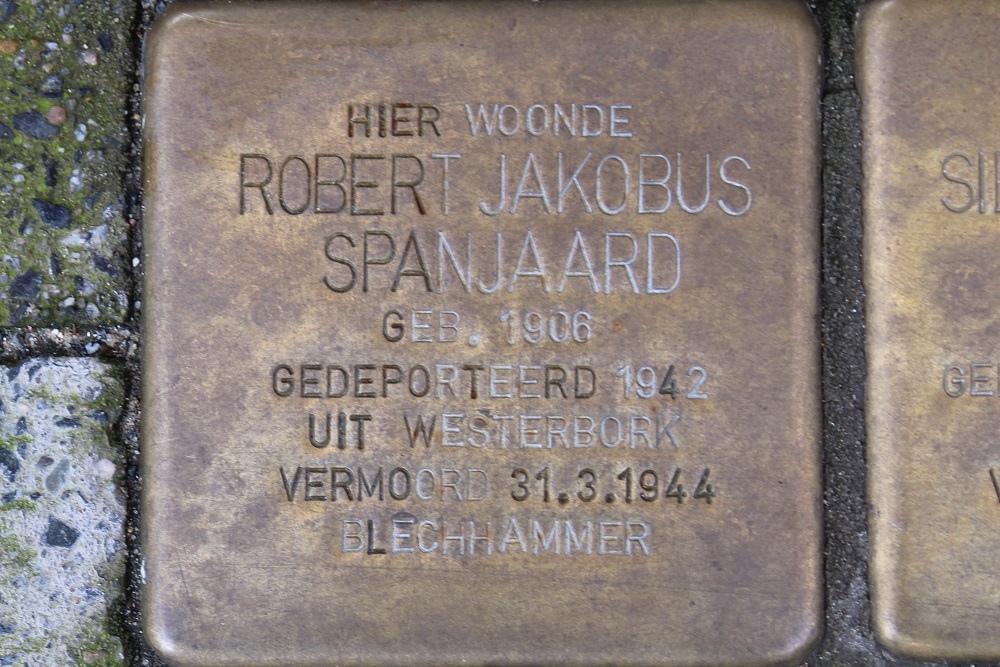 HIER WOONDE
ROBERT JAKOBUS
SPANJAARD
GEB. 1906
GEDEPORTEERD 1942
UIT WESTERBORK
VERMOORD 31.3.1944
BLECHHAMMER